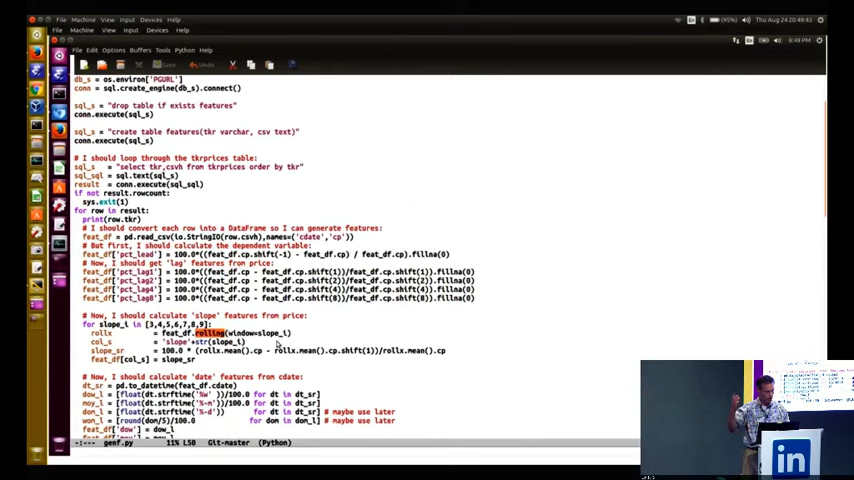 File Machine View Input Devices Help
(95%) Thu Aug 24 20:49:43
File Machine View Input Devices Help
En 8:49 PM
File Edit Options Buffers Tools Python Help
Save Undo
db_s = os.environ['PGURL']
conn = sql.create_engine(db_s).connect()
sql_s = "drop table if exists features"
conn.execute(sql_s)
sql_s = "create table features(tkr varchar, csv text)"
conn.execute(sql_s)
# I should loop through the tkrprices table:
sql_s = "select tkr,csvh from tkrprices order by tkr"
sql_sql = sql.text(sql_s)
result = conn.execute(sql_sql)
if not result.rowcount:
sys.exit(1)
for row in result:
print(row.tkr)
# I should convert each row into a DataFrame so I can generate features:
feat_df = pd.read_csv(io.StringIO(row.csvh),names=('cdate','cp'))
# But first, I should calculate the dependent variable:
feat_df['pct_lead'] = 100.0*((feat_df.cp.shift(-1) - feat_df.cp) / feat_df.cp).fillna(0)
# Now, I should get 'lag' features from price:
feat_df['pct_lag1'] = 100.0*((feat_df.cp - feat_df.cp.shift(1))/feat_df.cp.shift(1)).fillna(0)
feat_df['pct_lag2'] = 100.0*((feat_df.cp - feat_df.cp.shift(2))/feat_df.cp.shift(2)).fillna(0)
feat_df['pct_lag4'] = 100.0*((feat_df.cp - feat_df.cp.shift(4))/feat_df.cp.shift(4)).fillna(0)
feat_df['pct_lag8'] = 100.0*((feat_df.cp - feat_df.cp.shift(8))/feat_df.cp.shift(8)).fillna(0)
# Now, I should calculate 'slope' features from price:
for slope_i in [3,4,5,6,7,8,9]:
rollx = feat_df.rolling(window=slope_i)
col_s = 'slope'+str(slope_i)
slope_sr = 100.0 * (rollx.mean().cp - rollx.mean().cp.shift(1))/rollx.mean().cp
feat_df[col_s] = slope_sr
# Now, I should calculate 'date' features from cdate:
dt_sr = pd.to_datetime(feat_df.cdate)
dow_l = [float(dt.strftime('%w' ))/100.0 for dt in dt_sr]
moy_l = [float(dt.strftime('%-m'))/100.0 for dt in dt_sr]
dom_l = [float(dt.strftime('%-d') for dt in dt_sr] # maybe use later
wom_l = [round(dom/5)/100.0 for dom in dom_l] # maybe use later
feat_df['dow'] = dow_l
-:--- genf.py 11% L50 Git-master (Python)
in